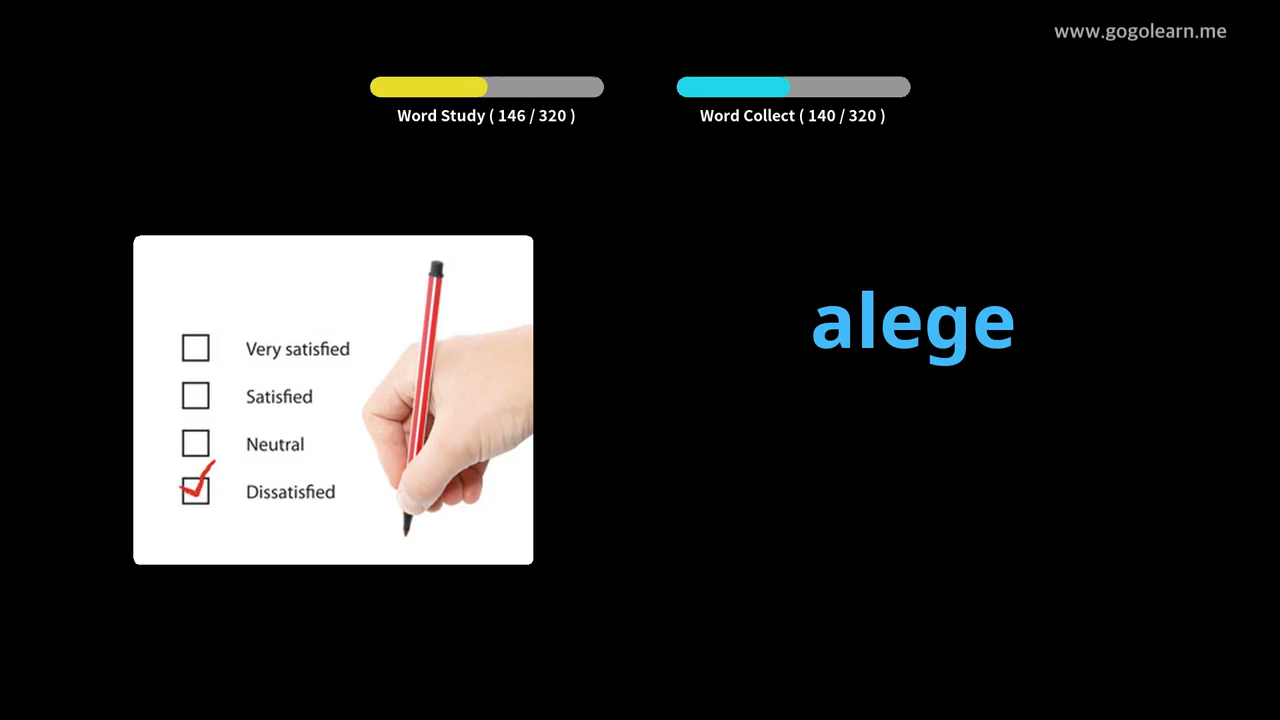 www.gogolearn.me
Word Study ( 146 / 320 )
Word Collect ( 140 / 320 )
Very satisfied
Satisfied
Neutral
Dissatisfied
alege